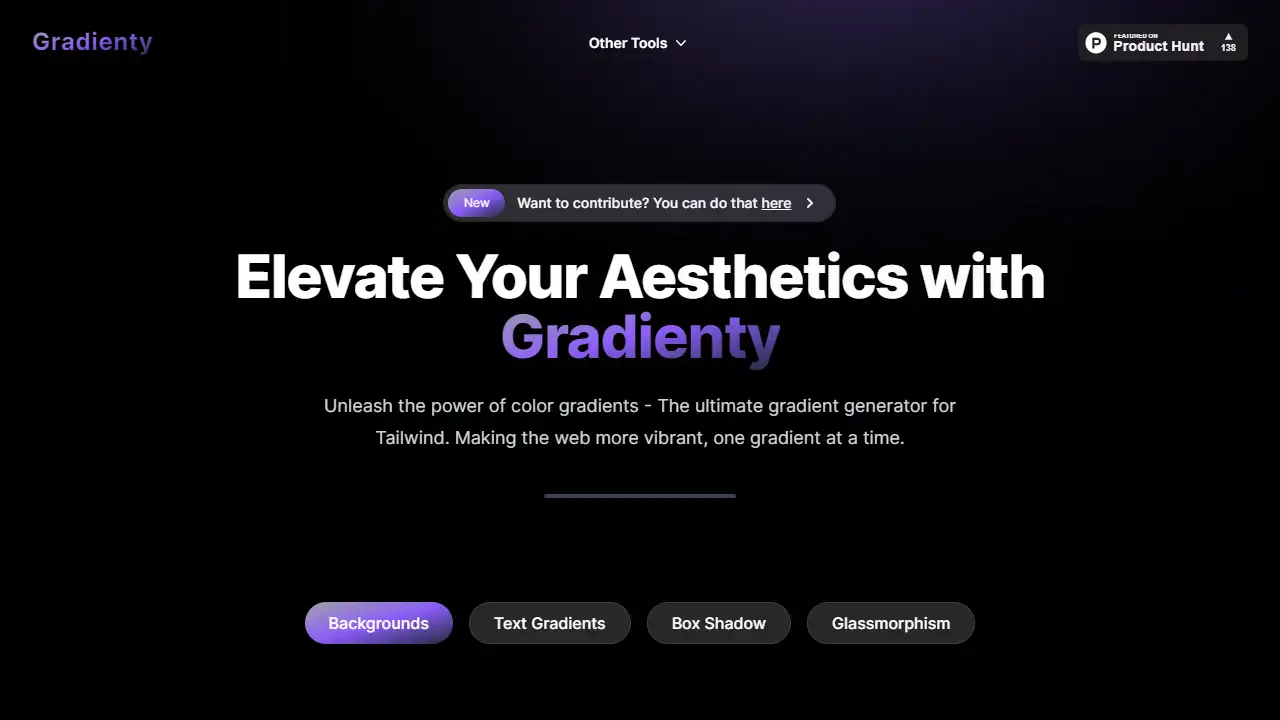 Gradienty
Other Tools
FEATURED ON
Product Hunt
138
New
Want to contribute? You can do that here
Elevate Your Aesthetics with
Gradienty
Unleash the power of color gradients - The ultimate gradient generator for
Tailwind. Making the web more vibrant, one gradient at a time.
Backgrounds
Text Gradients
Box Shadow
Glassmorphism